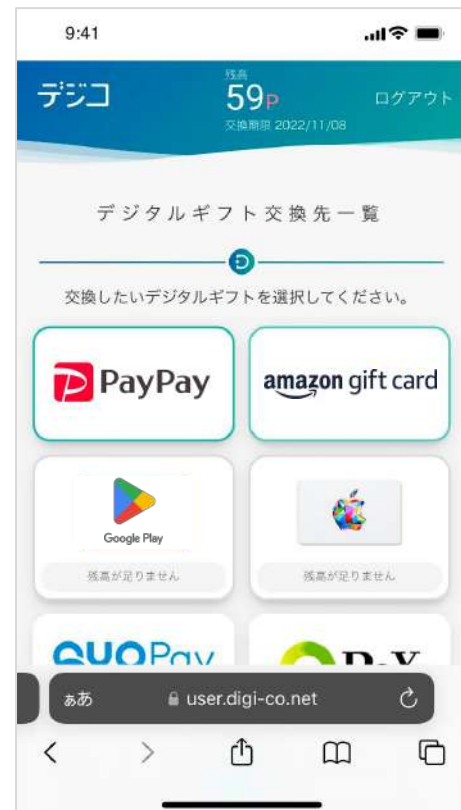 9:41
デジコ
残高
59P
ログアウト
交換期限 2022/11/08
デジタルギフト交換先一覧
交換したいデジタルギフトを選択してください。
PayPay
amazon gift card
Google Play
残高が足りません
残高が足りません
QUOPay
ぁあ
user.digi-co.net